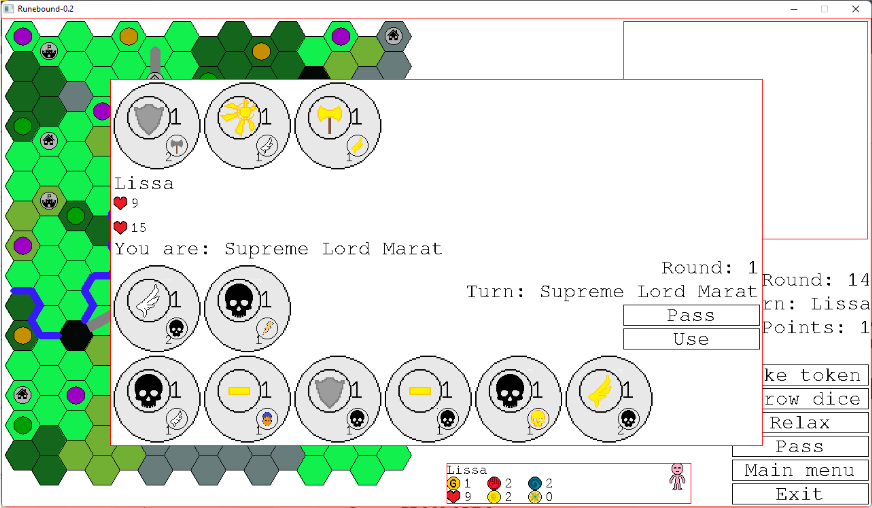 Runebound-0.2
1
2
1
1
1
1
Lissa
9
15
You are: Supreme Lord Marat
Round: 1
Turn: Supreme Lord Marat
Pass
Use
1
2
1
1
1
1
1
1
1
2
1
2
1
1
1
2
Round: 14
rn: Lissa
Points: 1
ke token
row dice
Relax
Pass
Main menu
Exit
Lissa
G 1 2 2
9 2 0